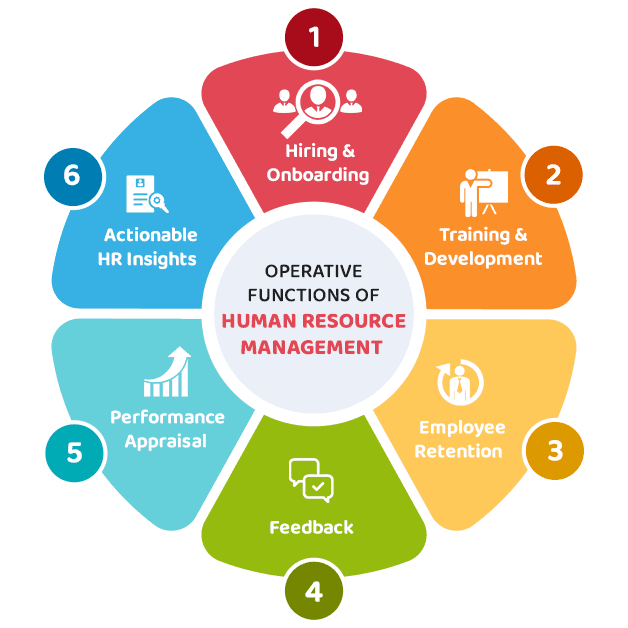 OPERATIVE
FUNCTIONS OF
HUMAN RESOURCE
MANAGEMENT
1
Hiring &
Onboarding
2
Training &
Development
3
Employee
Retention
4
Feedback
5
Performance
Appraisal
6
Actionable
HR Insights